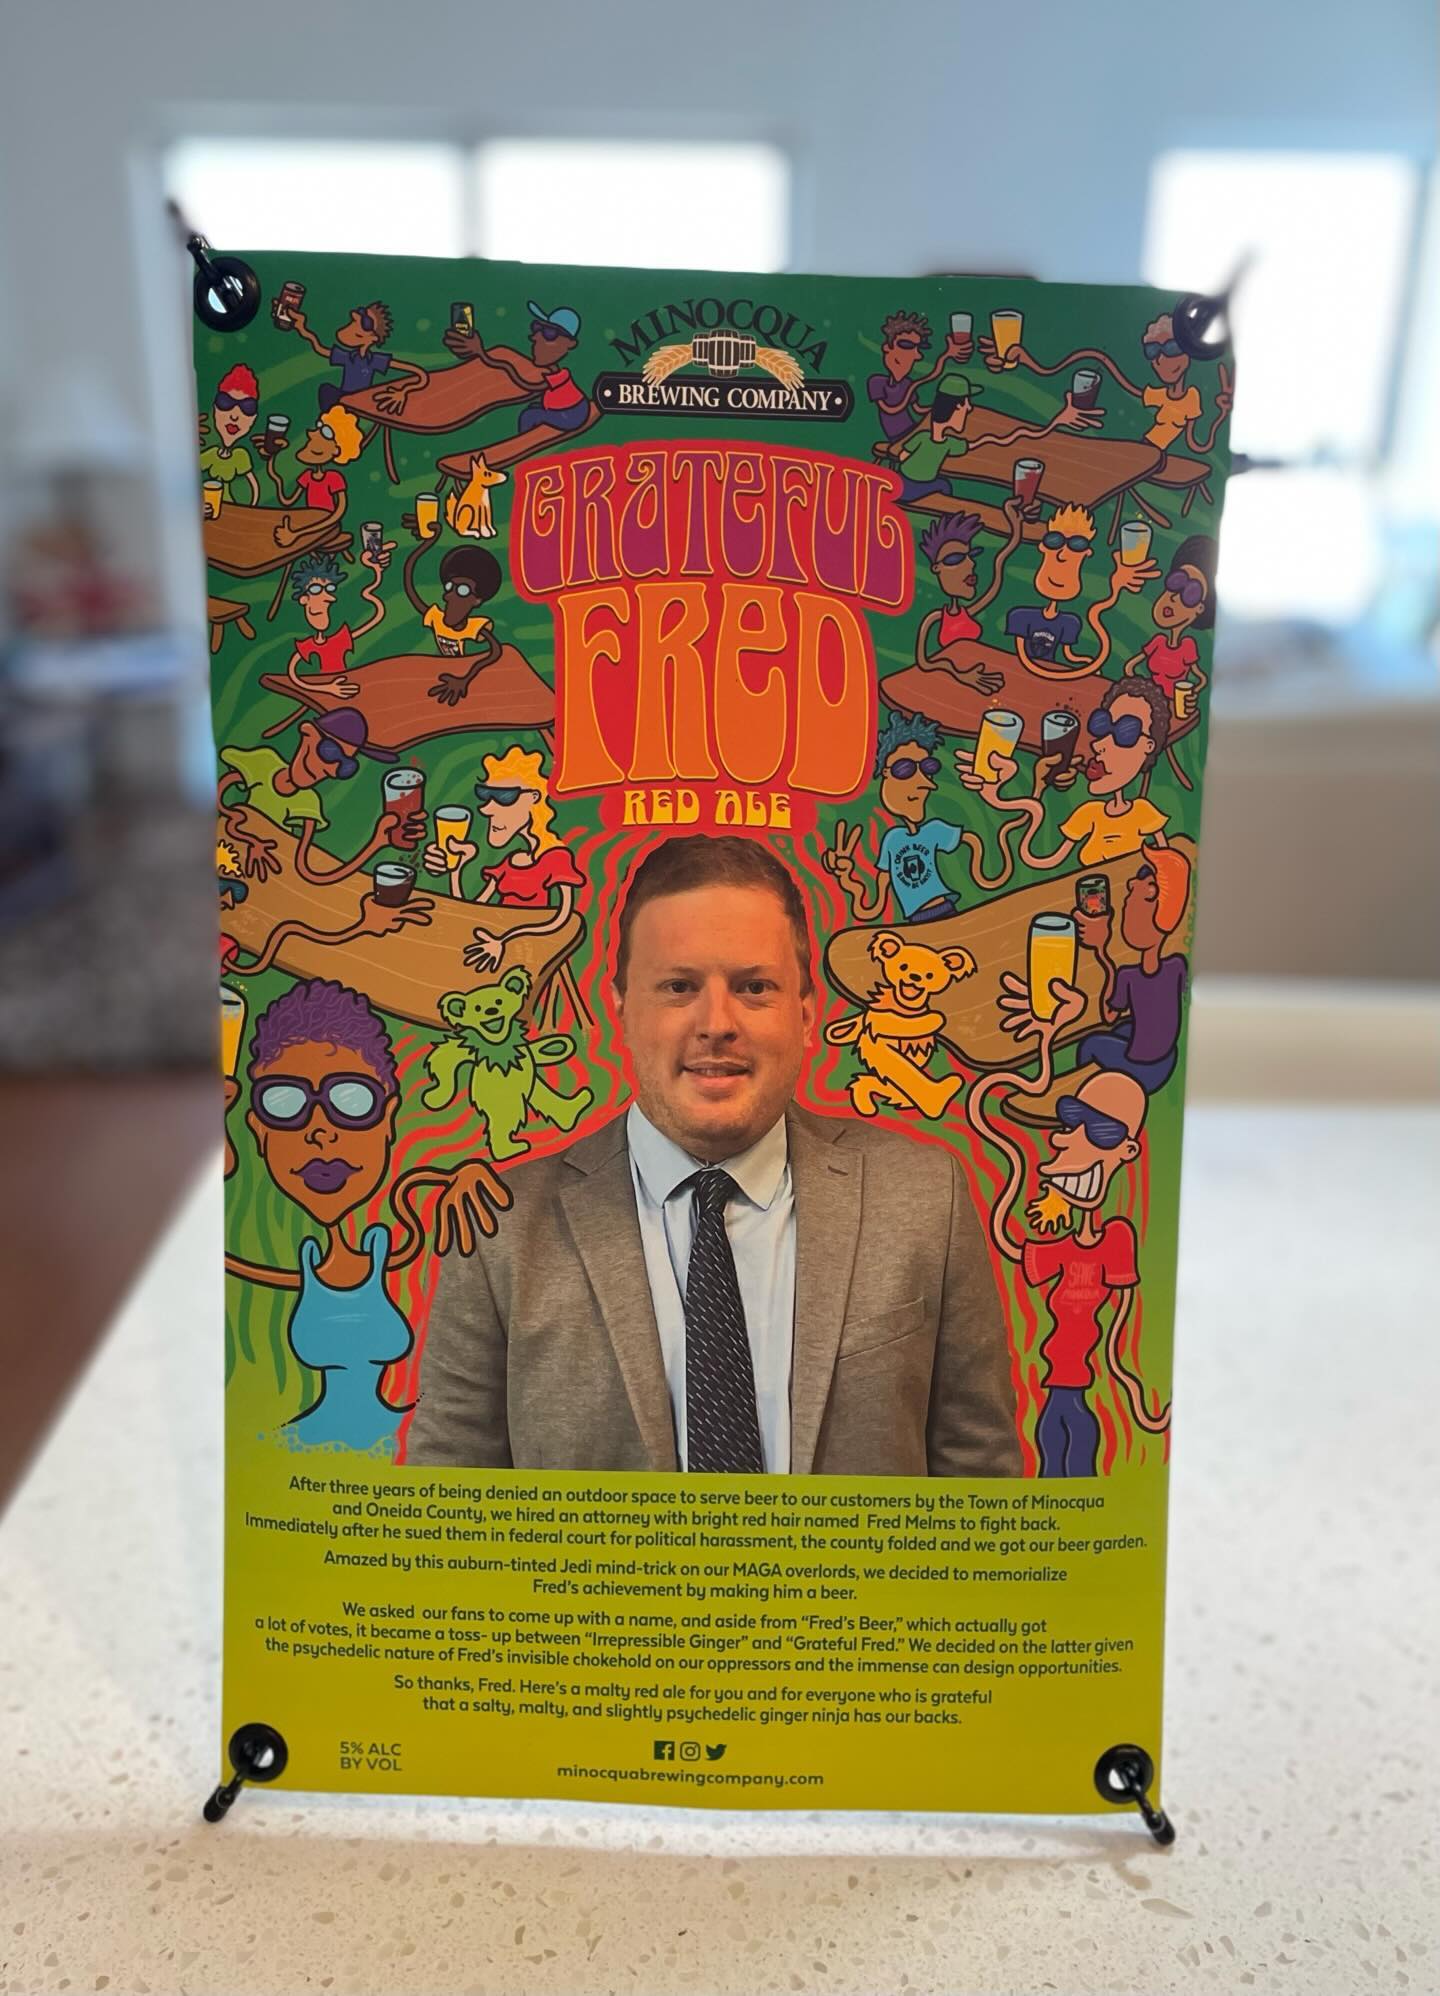 MINOCQUA
• BREWING COMPANY •
GRATEFUL
FRED
RED ALE
DRINK BEER
SAVE
After three years of being denied an outdoor space to serve beer to our customers by the Town of Minocqua
and Oneida County, we hired an attorney with bright red hair named Fred Melms to fight back.
Immediately after he sued them in federal court for political harassment, the county folded and we got our beer garden.
Amazed by this auburn-tinted Jedi mind-trick on our MAGA overlords, we decided to memorialize
Fred's achievement by making him a beer.
We asked our fans to come up with a name, and aside from “Fred's Beer,” which actually got
a lot of votes, it became a toss- up between “Irrepressible Ginger” and “Grateful Fred.” We decided on the latter given
the psychedelic nature of Fred's invisible chokehold on our oppressors and the immense can design opportunities.
So thanks, Fred. Here's a malty red ale for you and for everyone who is grateful
that a salty, malty, and slightly psychedelic ginger ninja has our backs.
5% ALC
BY VOL
minocquabrewingcompany.com